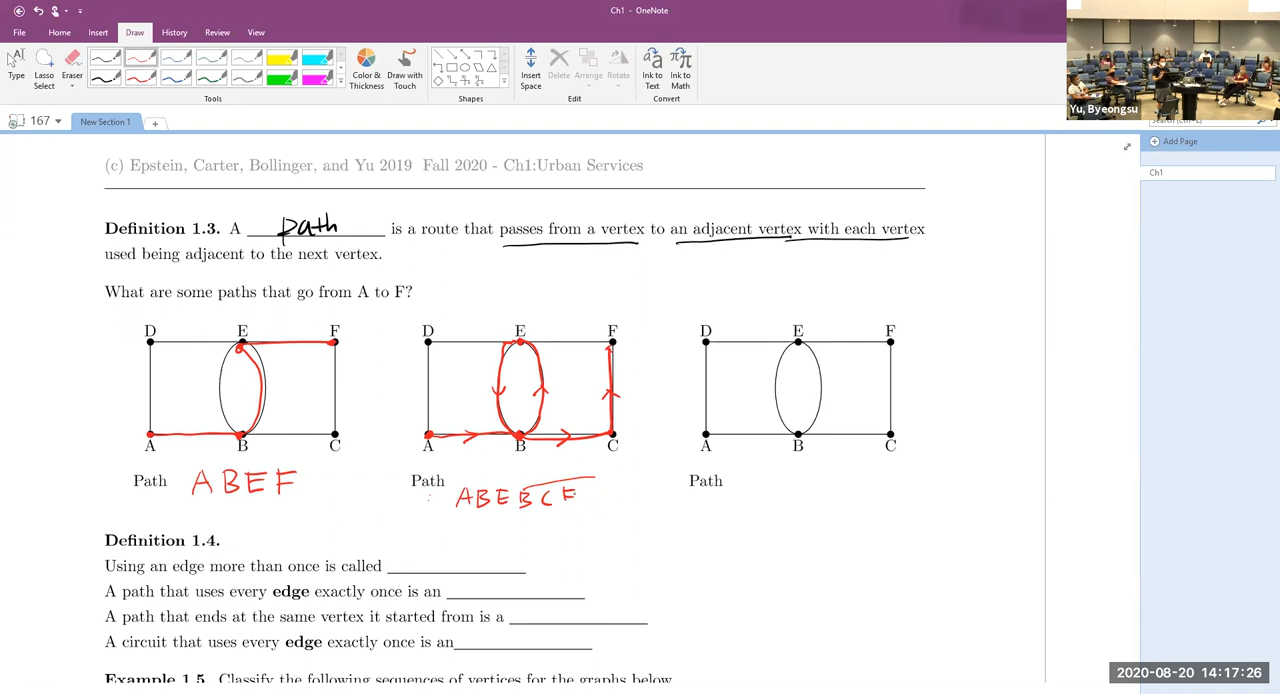 Ch1 - OneNote
File Home Insert Draw History Review View
Type Lasso Select Eraser Color & Thickness Draw with Touch Insert Space Delete Arrange Rotate Ink to Text Ink to Math
Tools Shapes Edit Convert
Yu, Byeongsu
167 New Section 1
Add Page
Ch1
(c) Epstein, Carter, Bollinger, and Yu 2019 Fall 2020 - Ch1:Urban Services
Definition 1.3. A path is a route that passes from a vertex to an adjacent vertex with each vertex
used being adjacent to the next vertex.
What are some paths that go from A to F?
D E F D E F D E F
A B C A B C A B C
Path A B E F Path A B E B C F Path
Definition 1.4.
Using an edge more than once is called
A path that uses every edge exactly once is an
A path that ends at the same vertex it started from is a
A circuit that uses every edge exactly once is an
Example 1.5. Classify the following sequences of vertices for the graphs below
2020-08-20 14:17:26